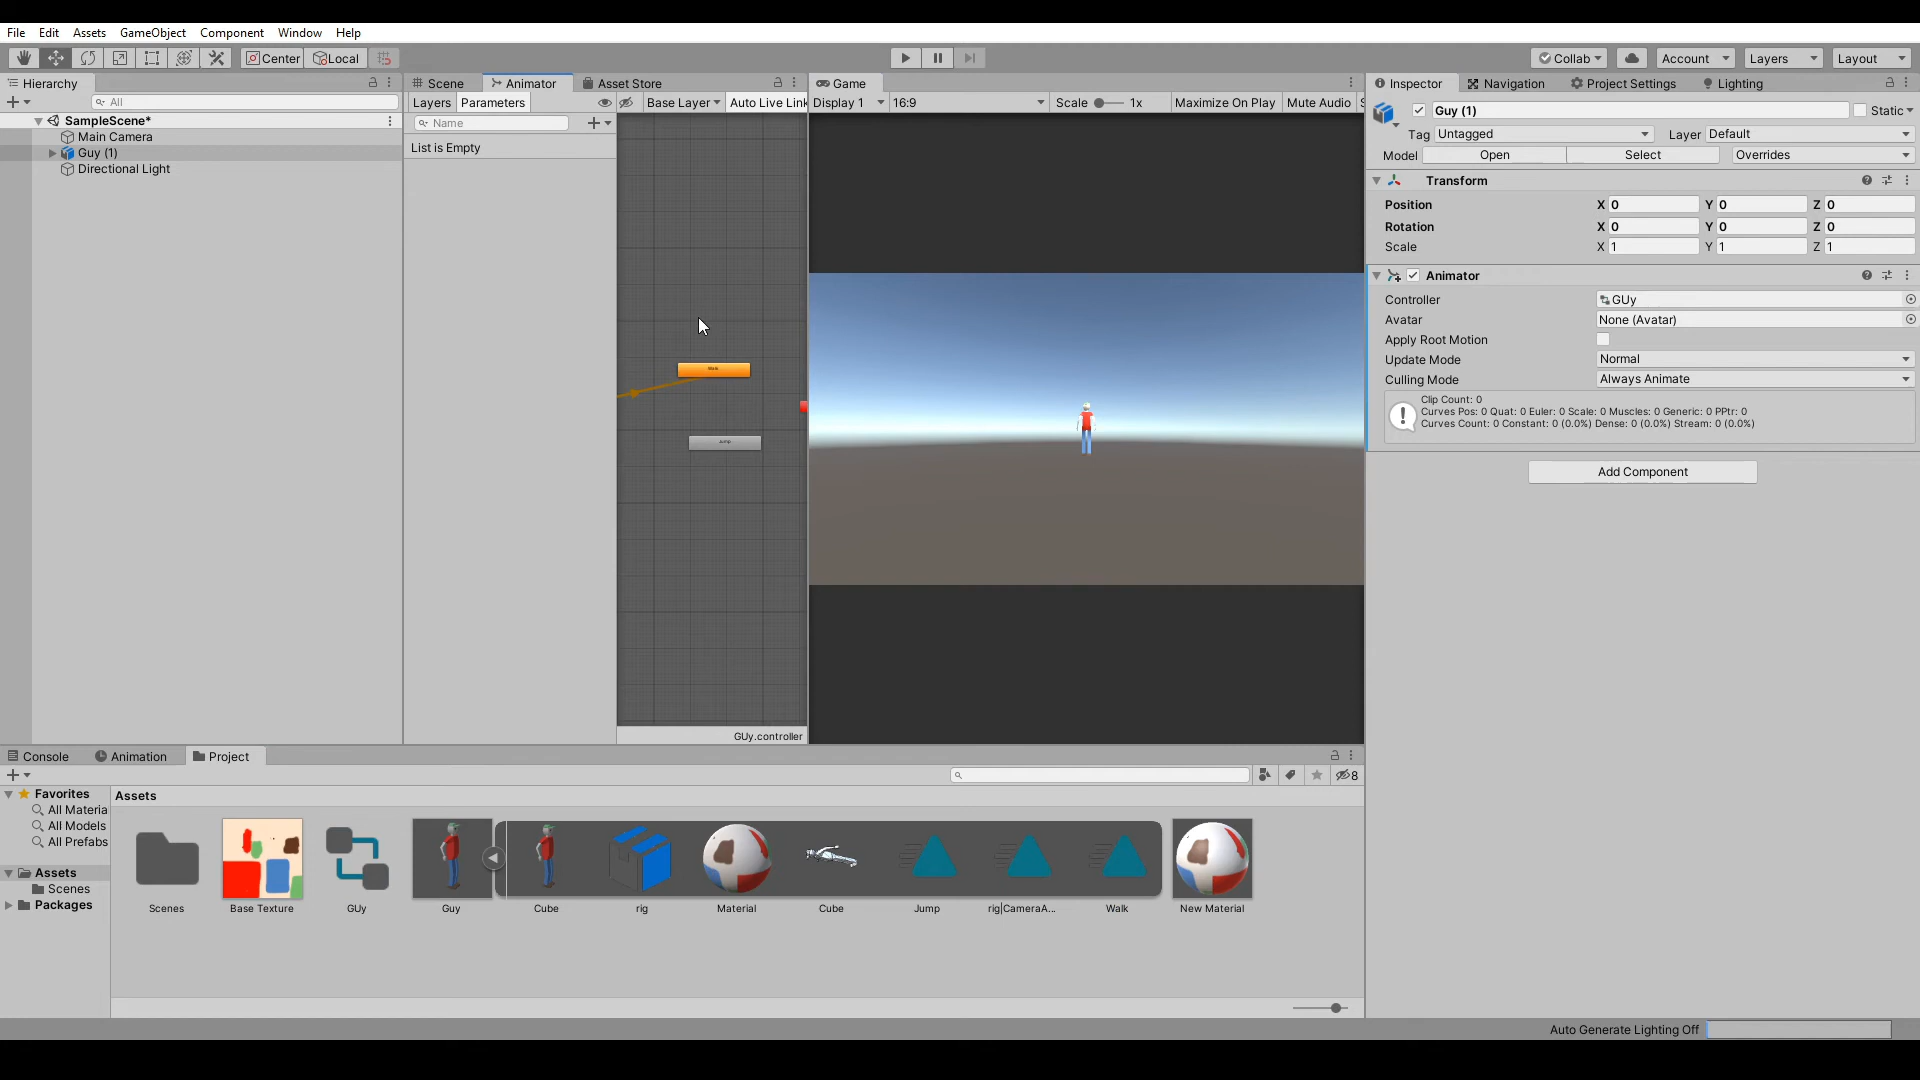 File Edit Assets GameObject Component Window Help
Center Local
Collab Account Layers Layout
Hierarchy
All
SampleScene*
Main Camera
Guy (1)
Directional Light
Scene Animator Asset Store
Layers Parameters Base Layer Auto Live Link
Name
List is Empty
Walk
Jump
GUy.controller
Game
Display 1 16:9 Scale 1x Maximize On Play Mute Audio S
Inspector Navigation Project Settings Lighting
Guy (1) Static
Tag Untagged Layer Default
Model Open Select Overrides
Transform
Position X 0 Y 0 Z 0
Rotation X 0 Y 0 Z 0
Scale X 1 Y 1 Z 1
Animator
Controller GUy
Avatar None (Avatar)
Apply Root Motion
Update Mode Normal
Culling Mode Always Animate
Clip Count: 0
Curves Pos: 0 Quat: 0 Euler: 0 Scale: 0 Muscles: 0 Generic: 0 PPtr: 0
Curves Count: 0 Constant: 0 (0.0%) Dense: 0 (0.0%) Stream: 0 (0.0%)
Add Component
Console Animation Project
8
Favorites
All Materia
All Models
All Prefabs
Assets
Scenes
Packages
Assets
Scenes Base Texture GUy Guy Cube rig Material Cube Jump rig|CameraA... Walk New Material
Auto Generate Lighting Off